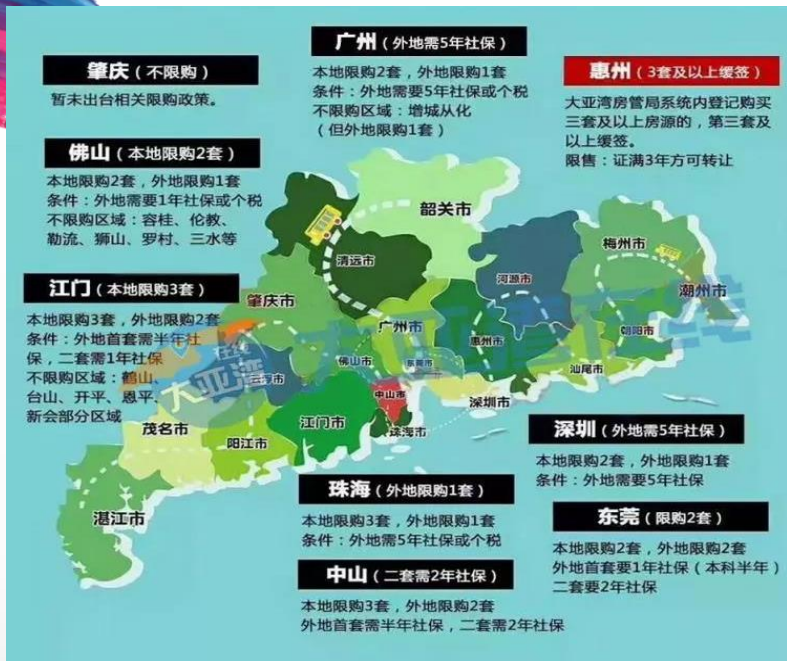 广州（外地需5年社保）
本地限购2套，外地限购1套
条件：外地需要5年社保或个税
不限购区域：增城从化
（但外地限购1套）
肇庆（不限购）
暂未出台相关限购政策。
惠州（3套及以上缓签）
大亚湾房管局系统内登记购买
三套及以上房源的，第三套及
以上缓签。
限售：证满3年方可转让
佛山（本地限购2套）
本地限购2套，外地限购1套
条件：外地需要1年社保或个税
不限购区域：容桂、伦教、
勒流、狮山、罗村、三水等
江门（本地限购3套）
本地限购3套，外地限购2套
条件：外地首套需半年社
保，二套需1年社保
不限购区域：鹤山、
台山、开平、恩平、
新会部分区域
韶关市
清远市
梅州市
河源市
潮州市
肇庆市
广州市
惠州市
朝阳市
佛山市
东莞市
汕尾市
中山市
深圳市
江门市
珠海市
茂名市
阳江市
湛江市
大亚湾在线
大亚湾
在线
深圳（外地需5年社保）
本地限购2套，外地限购1套
条件：外地需要5年社保
珠海（外地限购1套）
本地限购3套，外地限购1套
条件：外地需5年社保或个税
东莞（限购2套）
本地限购2套，外地限购2套
外地首套要1年社保（本科半年）
二套要2年社保
中山（二套需2年社保）
本地限购3套，外地限购2套
外地首套需半年社保，二套需2年社保